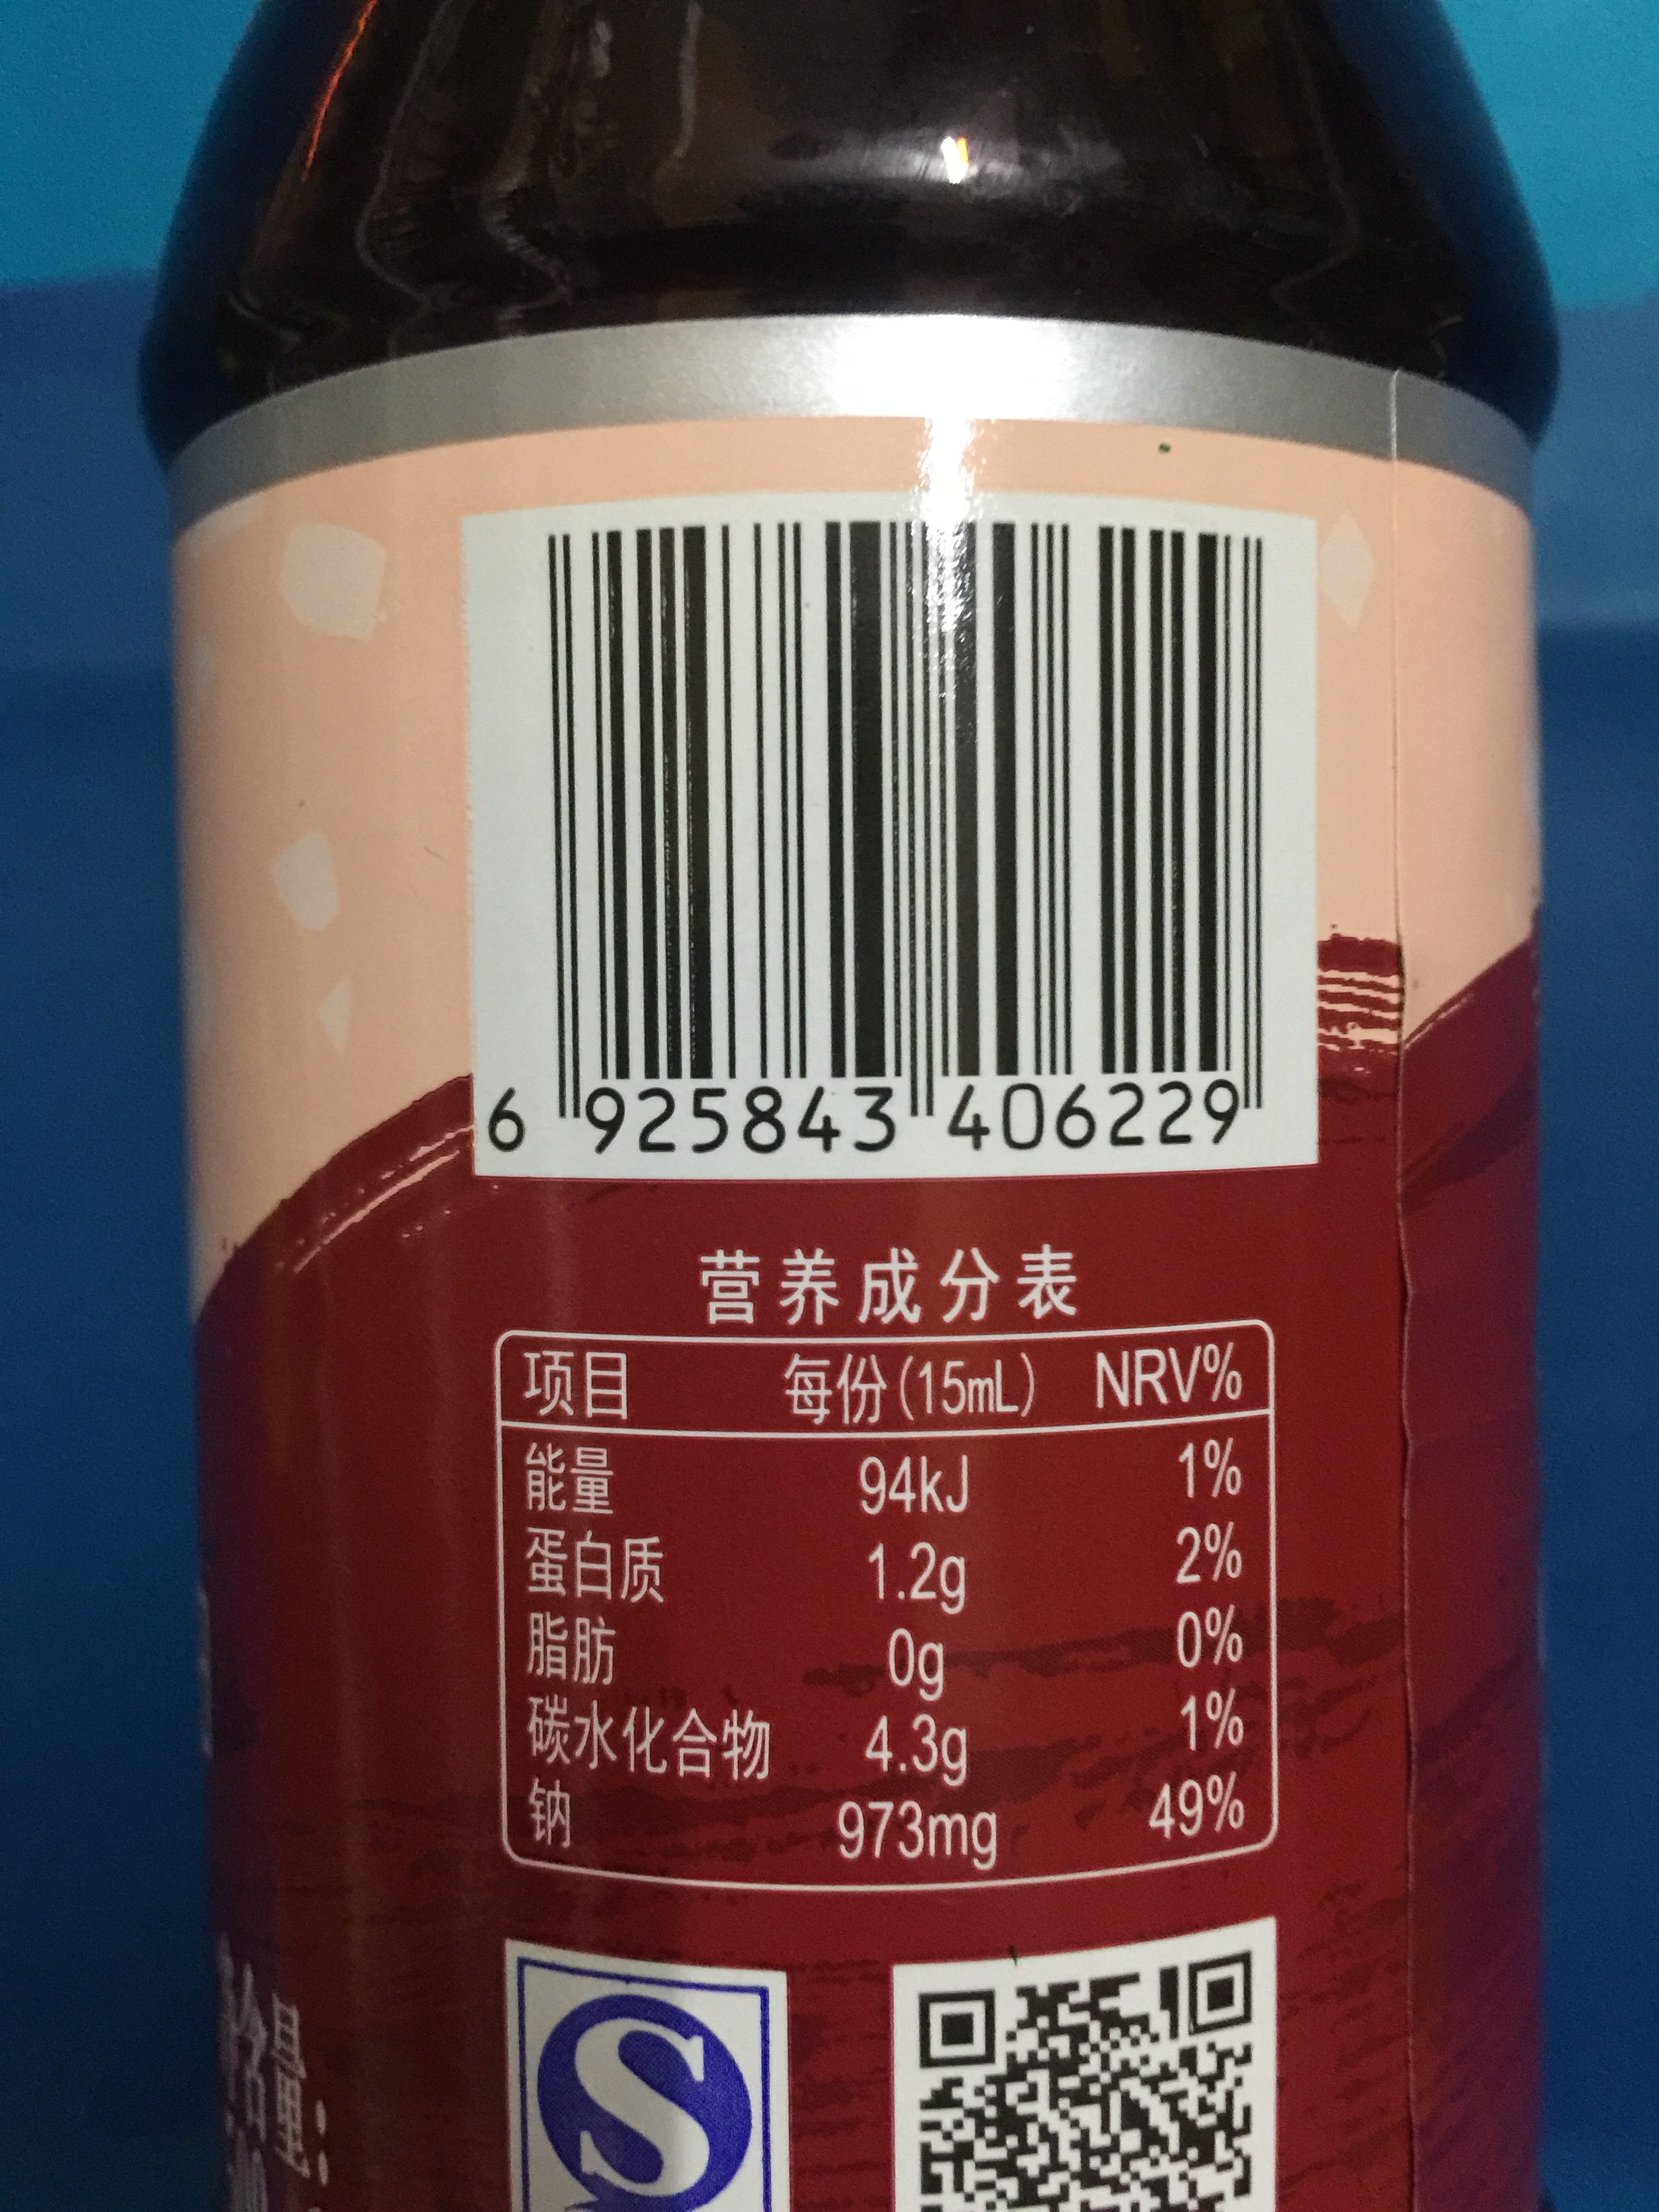 6 925843 406229
营养成分表
项目 每份(15mL) NRV%
能量 94kJ 1%
蛋白质 1.2g 2%
脂肪 0g 0%
碳水化合物 4.3g 1%
钠 973mg 49%
S
量: